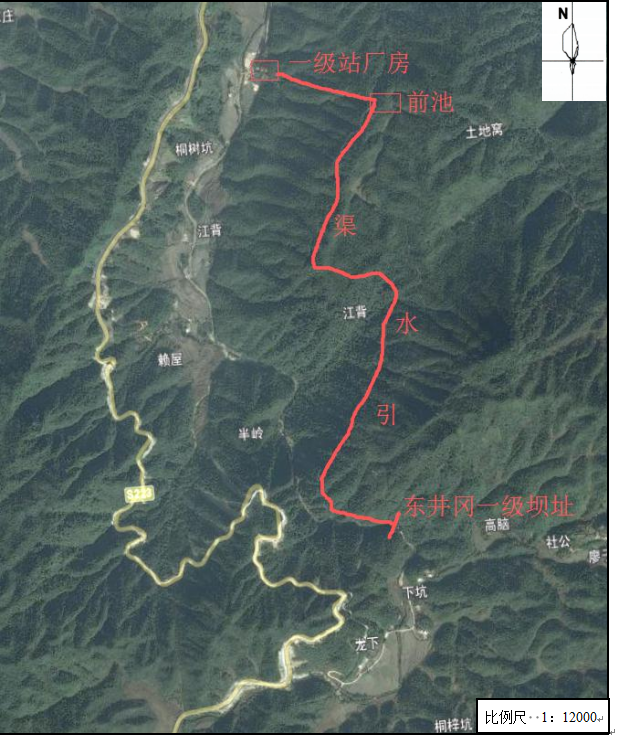 庄
N
一级站厂房
前池
土地窝
桐树坑
江背
渠
江背
水
赖屋
引
半岭
S223
东井冈一级坝址
高脑
社公
廖
下坑
龙下
桐梓坑
比例尺 1：12000